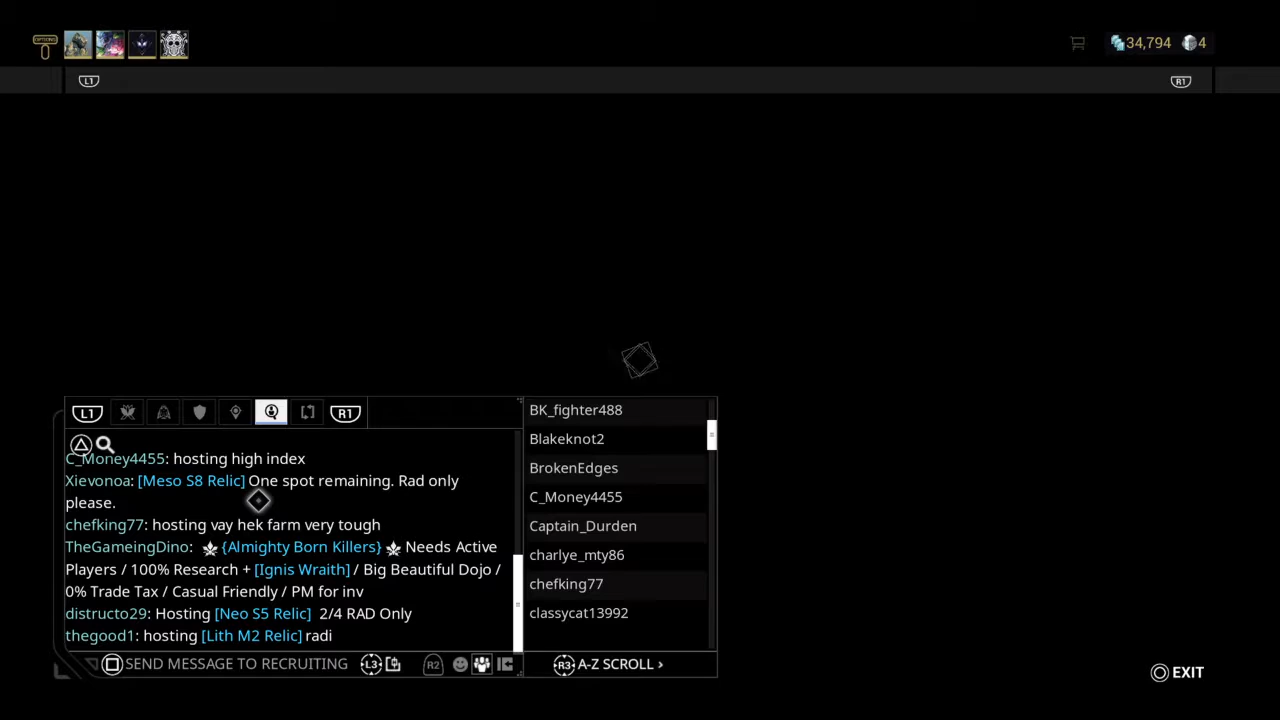 OPTIONS
34,794 4
L1
R1
L1
R1
C_Money4455: hosting high index
Xievonoa: [Meso S8 Relic] One spot remaining. Rad only
please.
chefking77: hosting vay hek farm very tough
TheGameingDino: {Almighty Born Killers} Needs Active
Players / 100% Research + [Ignis Wraith] / Big Beautiful Dojo /
0% Trade Tax / Casual Friendly / PM for inv
distructo29: Hosting [Neo S5 Relic] 2/4 RAD Only
thegood1: hosting [Lith M2 Relic] radi
SEND MESSAGE TO RECRUITING L3 R2
BK_fighter488
Blakeknot2
BrokenEdges
C_Money4455
Captain_Durden
charlye_mty86
chefking77
classycat13992
R3 A-Z SCROLL ›
EXIT